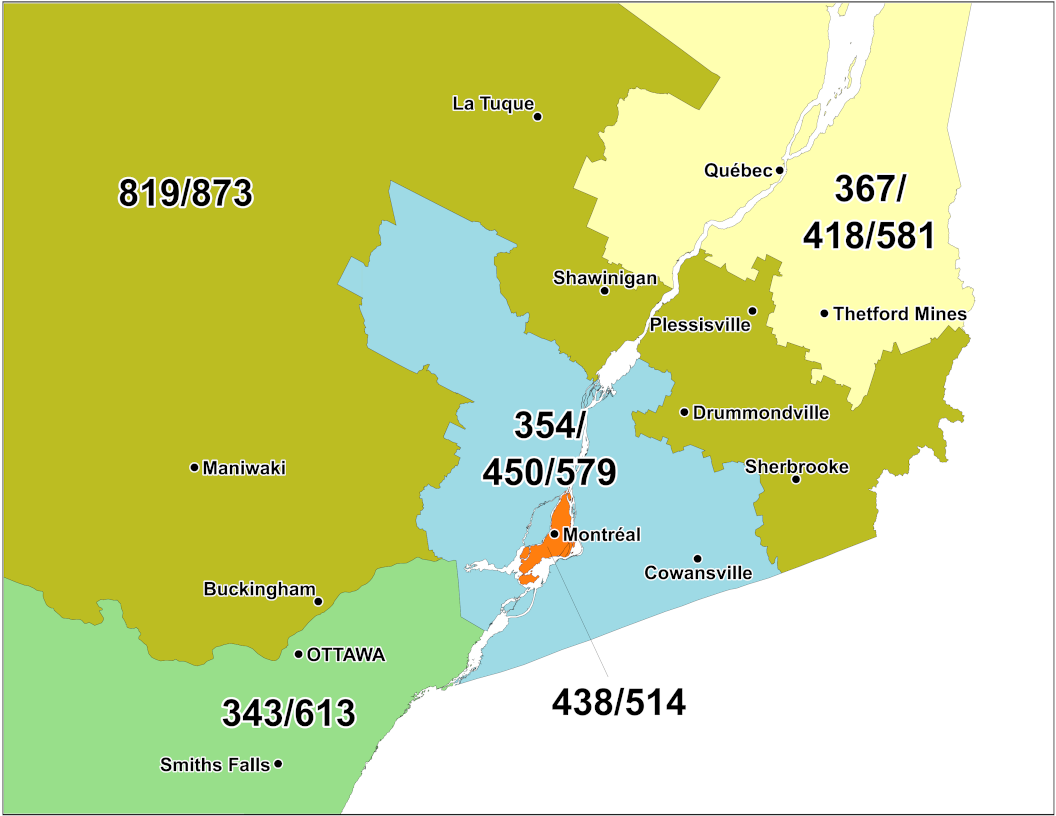 La Tuque
Québec
819/873
367/
418/581
Shawinigan
Plessisville
Thetford Mines
354/
450/579
Drummondville
Maniwaki
Sherbrooke
Montréal
Cowansville
Buckingham
OTTAWA
438/514
343/613
Smiths Falls